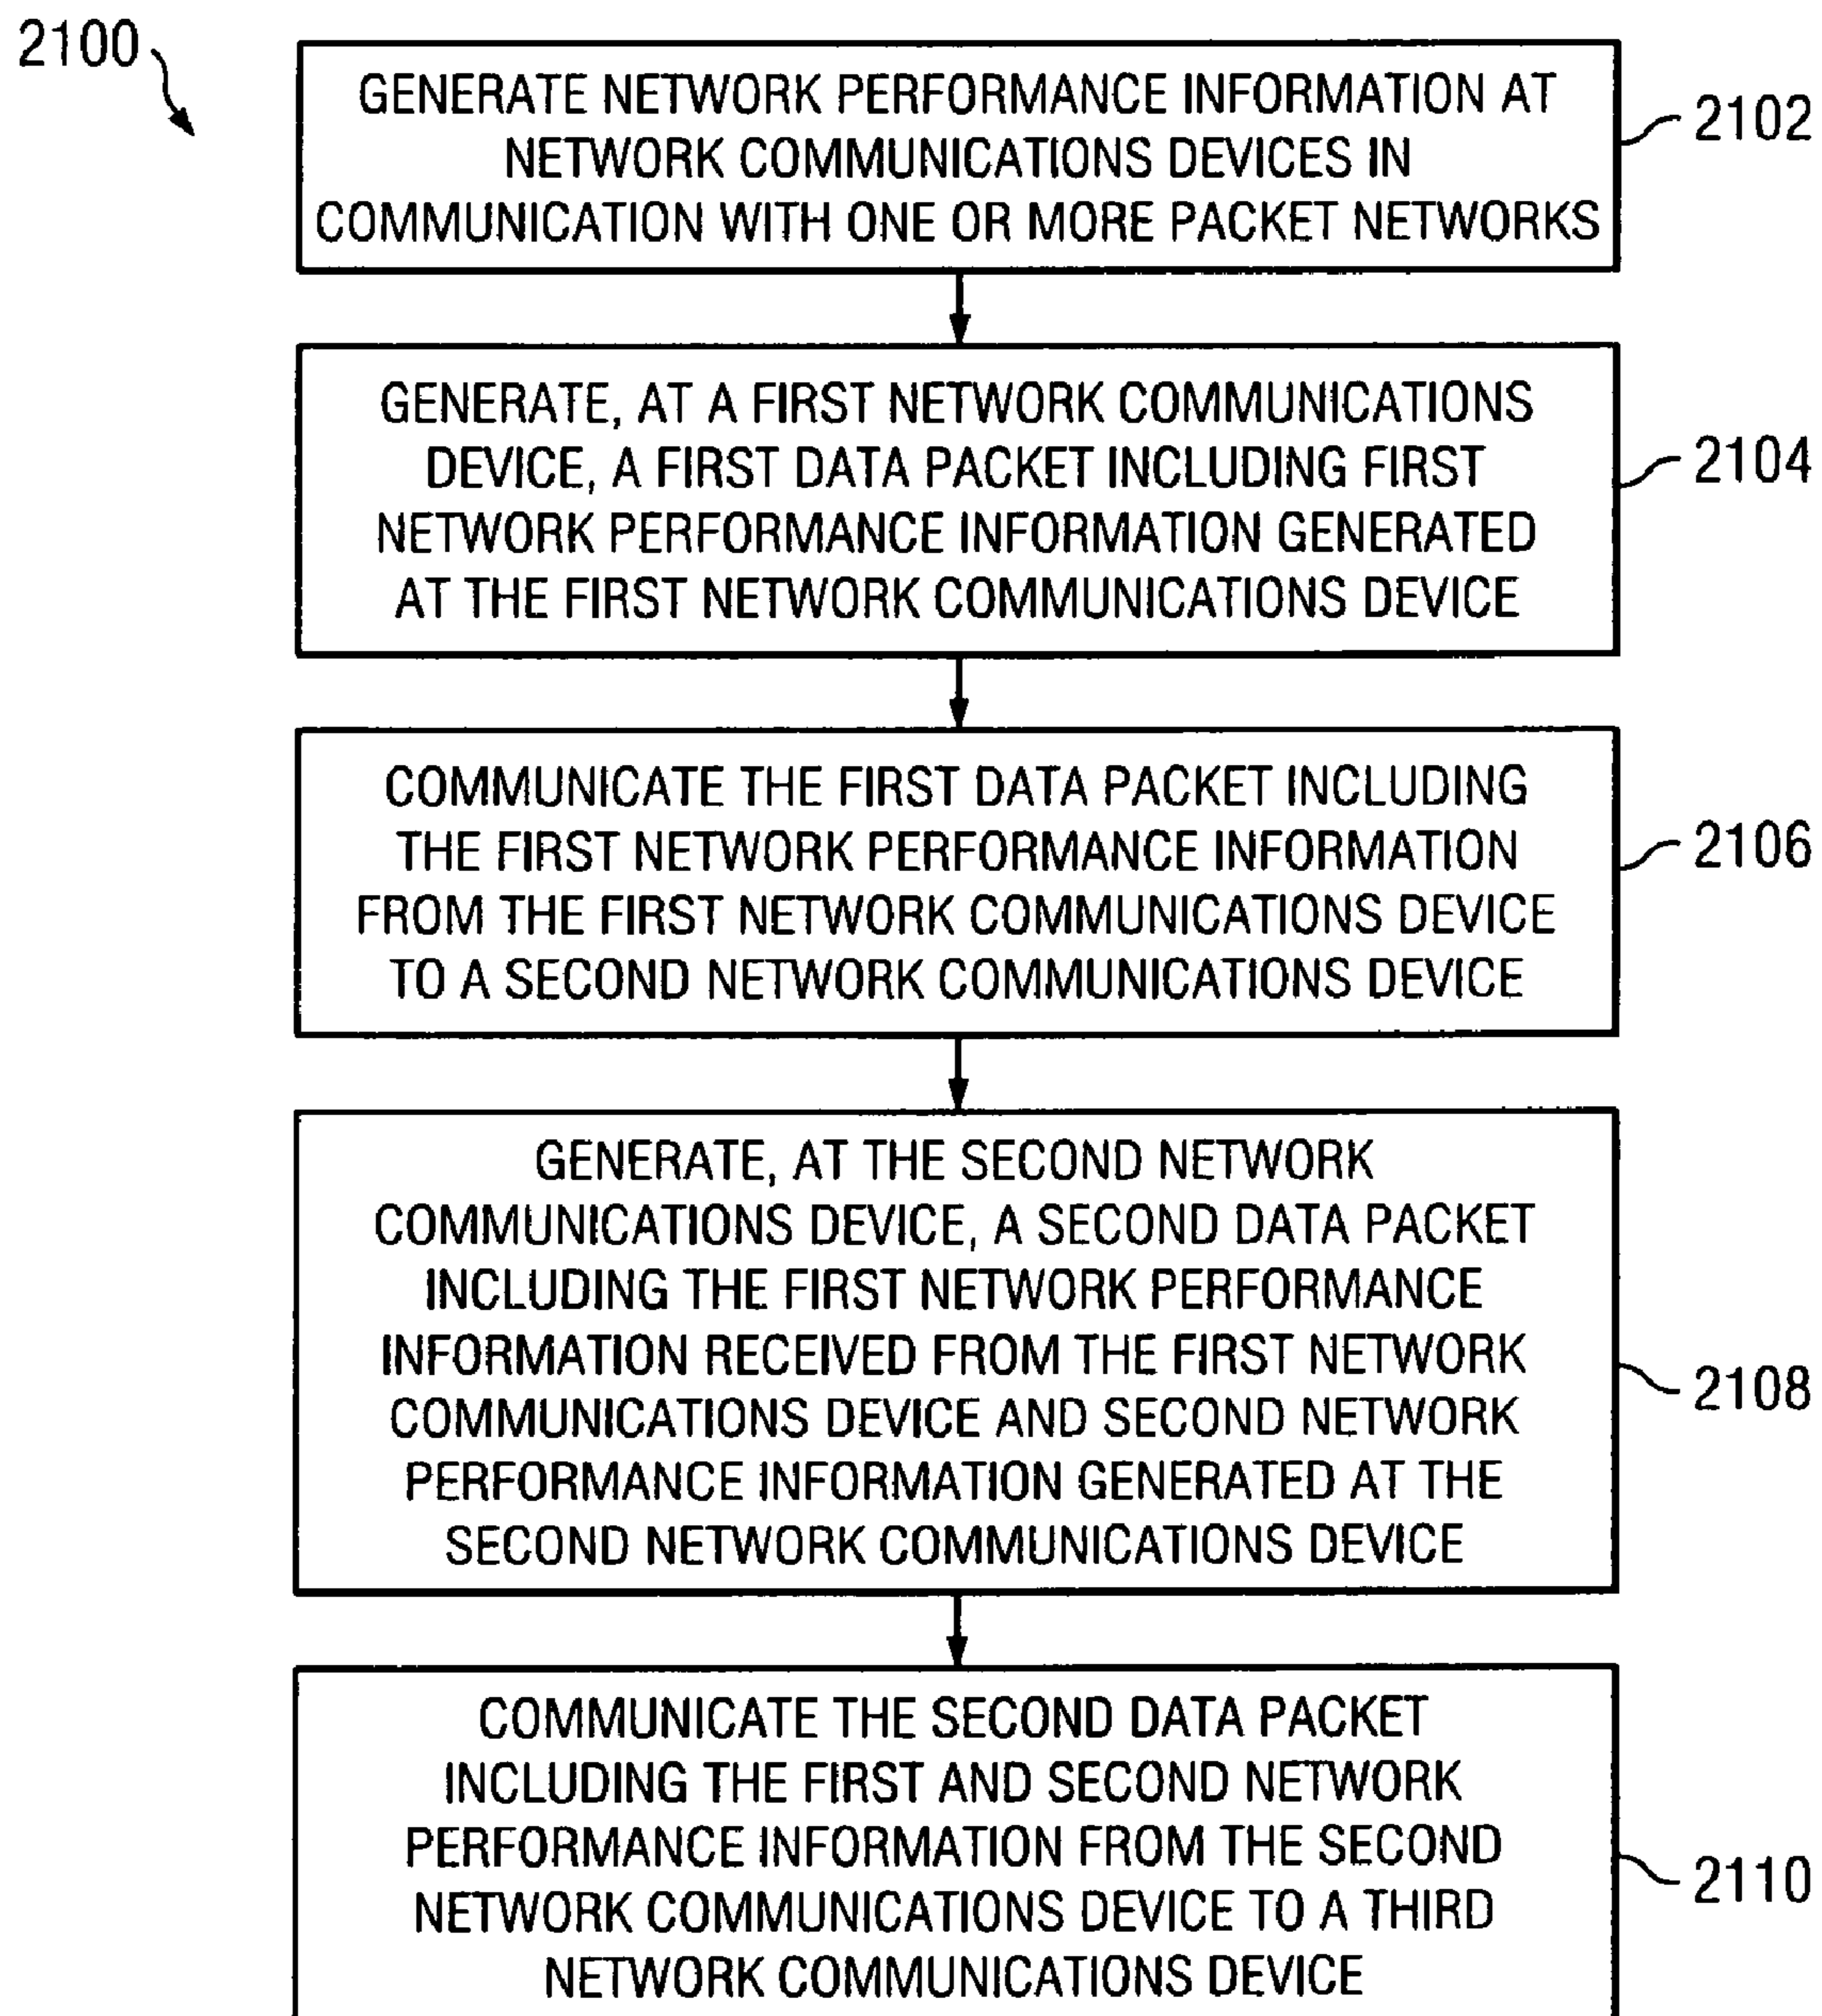 2100
GENERATE NETWORK PERFORMANCE INFORMATION AT
NETWORK COMMUNICATIONS DEVICES IN
COMMUNICATION WITH ONE OR MORE PACKET NETWORKS
2102
GENERATE, AT A FIRST NETWORK COMMUNICATIONS
DEVICE, A FIRST DATA PACKET INCLUDING FIRST
NETWORK PERFORMANCE INFORMATION GENERATED
AT THE FIRST NETWORK COMMUNICATIONS DEVICE
2104
COMMUNICATE THE FIRST DATA PACKET INCLUDING
THE FIRST NETWORK PERFORMANCE INFORMATION
FROM THE FIRST NETWORK COMMUNICATIONS DEVICE
TO A SECOND NETWORK COMMUNICATIONS DEVICE
2106
GENERATE, AT THE SECOND NETWORK
COMMUNICATIONS DEVICE, A SECOND DATA PACKET
INCLUDING THE FIRST NETWORK PERFORMANCE
INFORMATION RECEIVED FROM THE FIRST NETWORK
COMMUNICATIONS DEVICE AND SECOND NETWORK
PERFORMANCE INFORMATION GENERATED AT THE
SECOND NETWORK COMMUNICATIONS DEVICE
2108
COMMUNICATE THE SECOND DATA PACKET
INCLUDING THE FIRST AND SECOND NETWORK
PERFORMANCE INFORMATION FROM THE SECOND
NETWORK COMMUNICATIONS DEVICE TO A THIRD
NETWORK COMMUNICATIONS DEVICE
2110